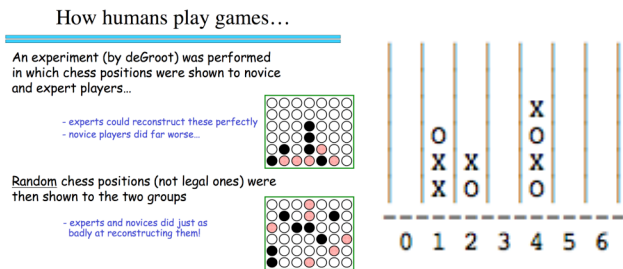 How humans play games…
An experiment (by deGroot) was performed
in which chess positions were shown to novice
and expert players…
- experts could reconstruct these perfectly
- novice players did far worse…
Random chess positions (not legal ones) were
then shown to the two groups
- experts and novices did just as
badly at reconstructing them!
X
O O
X X X
X O O
0 1 2 3 4 5 6